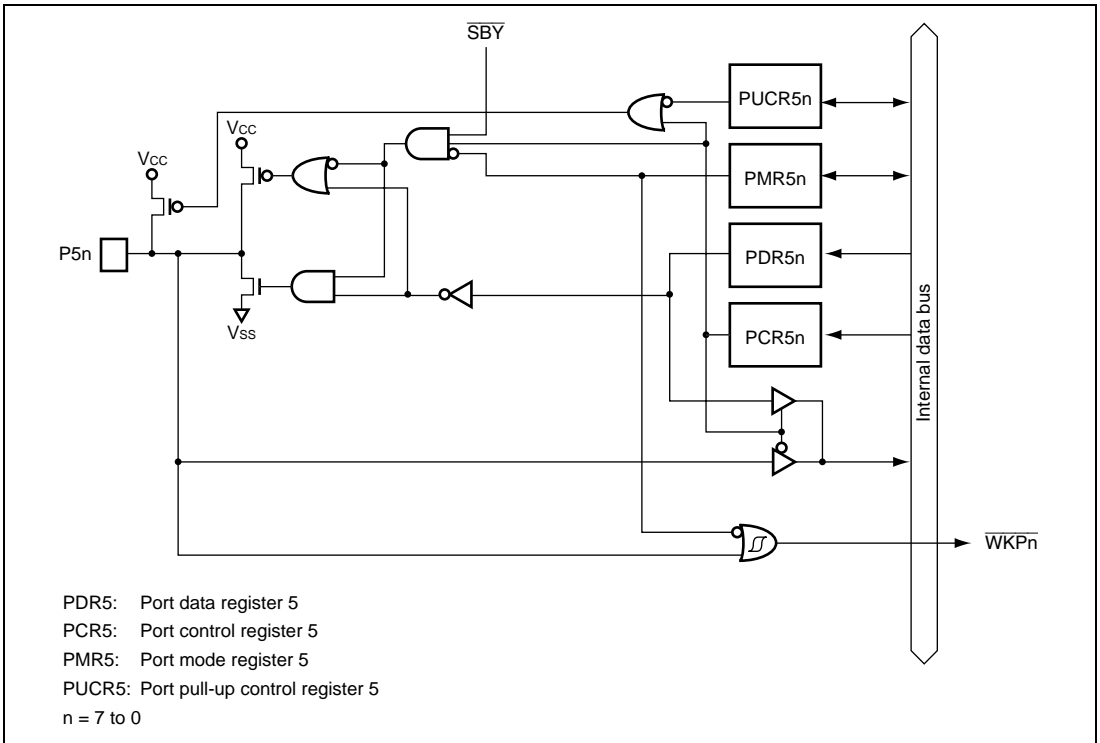 SBY
PUCR5n
VCC
VCC
PMR5n
P5n
PDR5n
VSS
PCR5n
Internal data bus
WKPn
PDR5: Port data register 5
PCR5: Port control register 5
PMR5: Port mode register 5
PUCR5: Port pull-up control register 5
n = 7 to 0